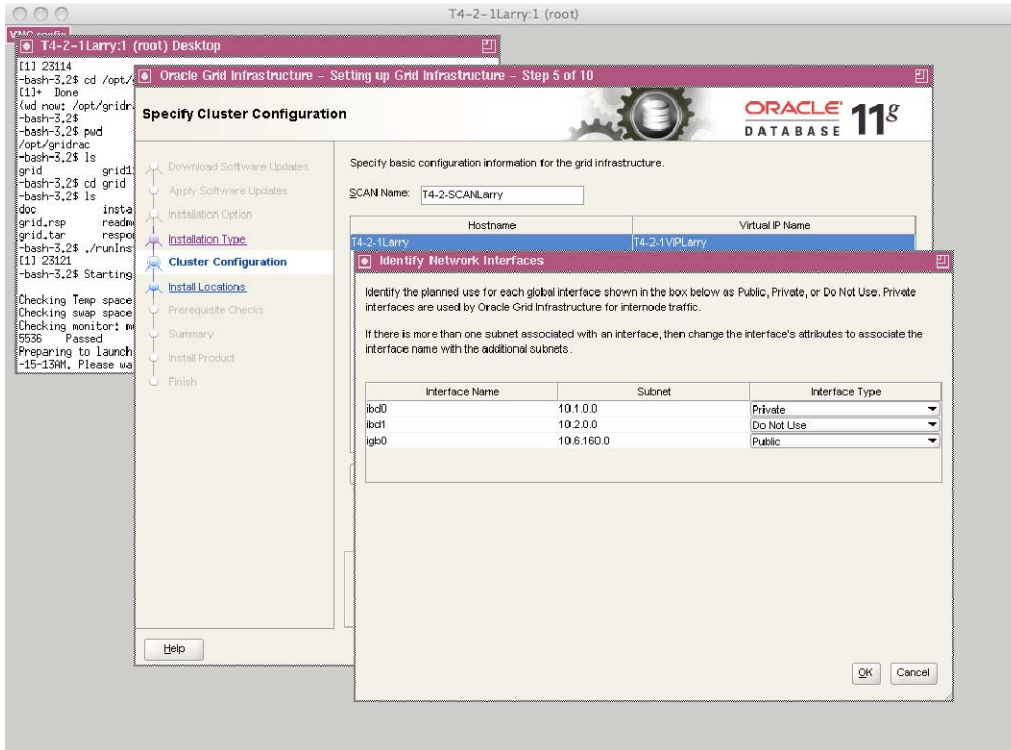 T4-2-1Larry:1 (root)
VNC config
T4-2-1Larry:1 (root) Desktop
[1] 23114
-bash-3.2$ cd /opt/
[1]+ Done
(wd now: /opt/gridr
-bash-3.2$
-bash-3.2$ pwd
/opt/gridrac
-bash-3.2$ ls
grid grid1
-bash-3.2$ cd grid
-bash-3.2$ ls
doc insta
grid.rsp readm
grid.tar respo
-bash-3.2$ ./runIns
[1] 23121
-bash-3.2$ Starting
Checking Temp space
Checking swap space
Checking monitor: m
5536 Passed
Preparing to launch
-15-13AM. Please wa
Oracle Grid Infrastructure - Setting up Grid Infrastructure - Step 5 of 10
Specify Cluster Configuration
ORACLE DATABASE 11g
Download Software Updates
Apply Software Updates
Installation Option
Installation Type
Cluster Configuration
Install Locations
Prerequisite Checks
Summary
Install Product
Finish
Help
Specify basic configuration information for the grid infrastructure.
SCAN Name: T4-2-SCANLarry
Hostname Virtual IP Name
T4-2-1Larry T4-2-1VIPLarry
Identify Network Interfaces
Identify the planned use for each global interface shown in the box below as Public, Private, or Do Not Use. Private
interfaces are used by Oracle Grid Infrastructure for internode traffic.
If there is more than one subnet associated with an interface, then change the interface's attributes to associate the
interface name with the additional subnets.
Interface Name Subnet Interface Type
ibd0 10.1.0.0 Private
ibd1 10.2.0.0 Do Not Use
igb0 10.6.160.0 Public
OK Cancel